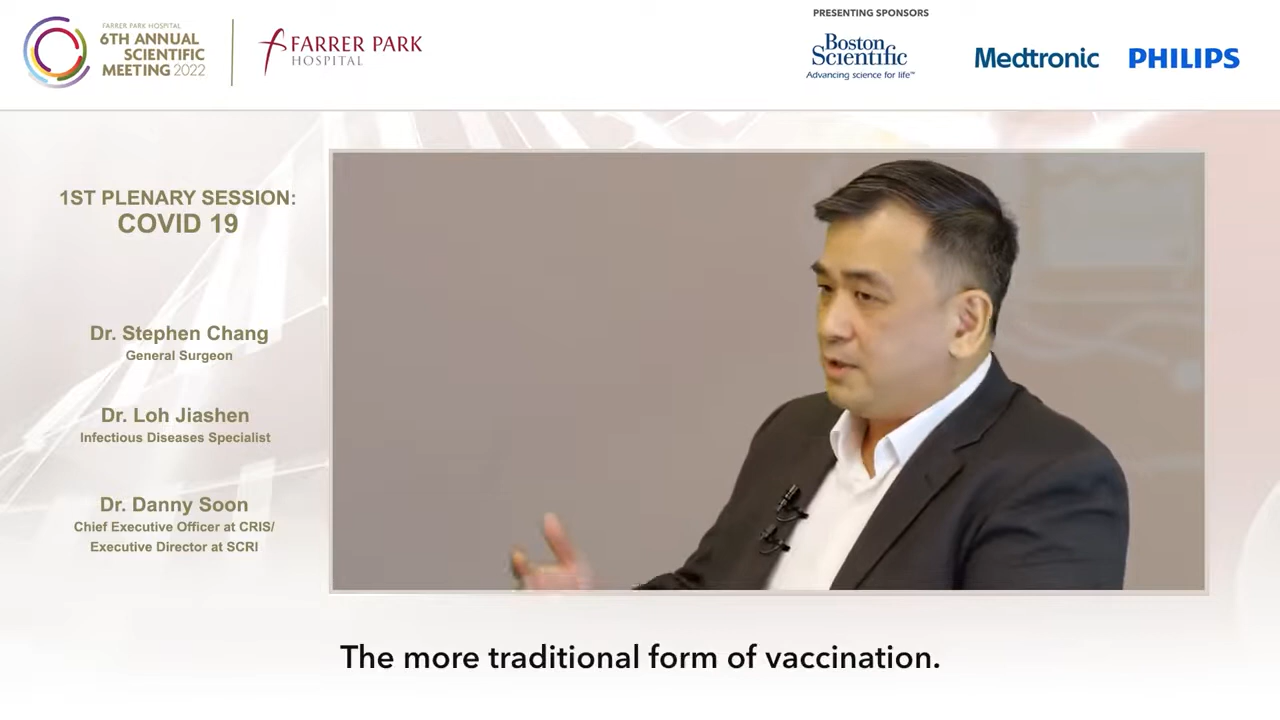 FARRER PARK HOSPITAL
6TH ANNUAL
SCIENTIFIC
MEETING 2022
FARRER PARK
HOSPITAL
PRESENTING SPONSORS
Boston
Scientific
Advancing science for life™
Medtronic
PHILIPS
1ST PLENARY SESSION:
COVID 19
Dr. Stephen Chang
General Surgeon
Dr. Loh Jiashen
Infectious Diseases Specialist
Dr. Danny Soon
Chief Executive Officer at CRIS/
Executive Director at SCRI
The more traditional form of vaccination.